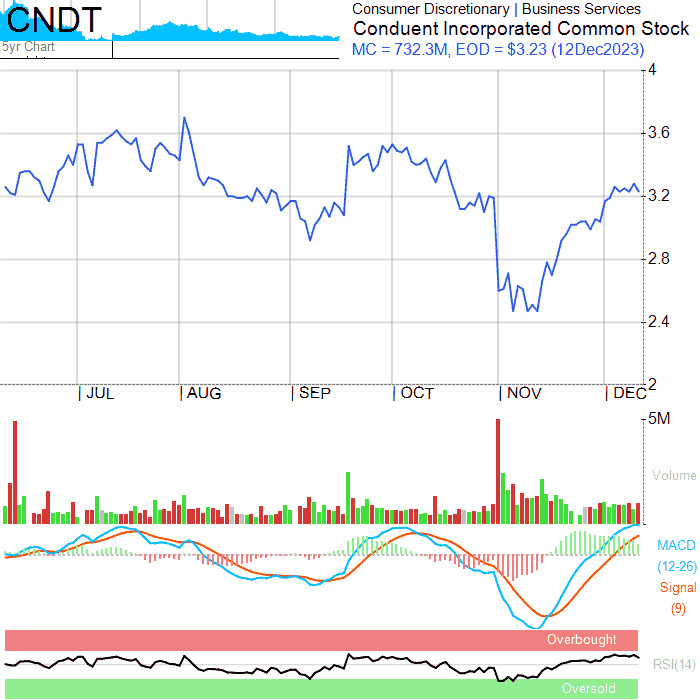 CNDT
5yr Chart
Consumer Discretionary | Business Services
Conduent Incorporated Common Stock
MC = 732.3M, EOD = $3.23 (12Dec2023)
4
3.6
3.2
2.8
2.4
2
JUL
AUG
SEP
OCT
NOV
DEC
5M
Volume
MACD
(12-26)
Signal
(9)
Overbought
RSI(14)
Oversold